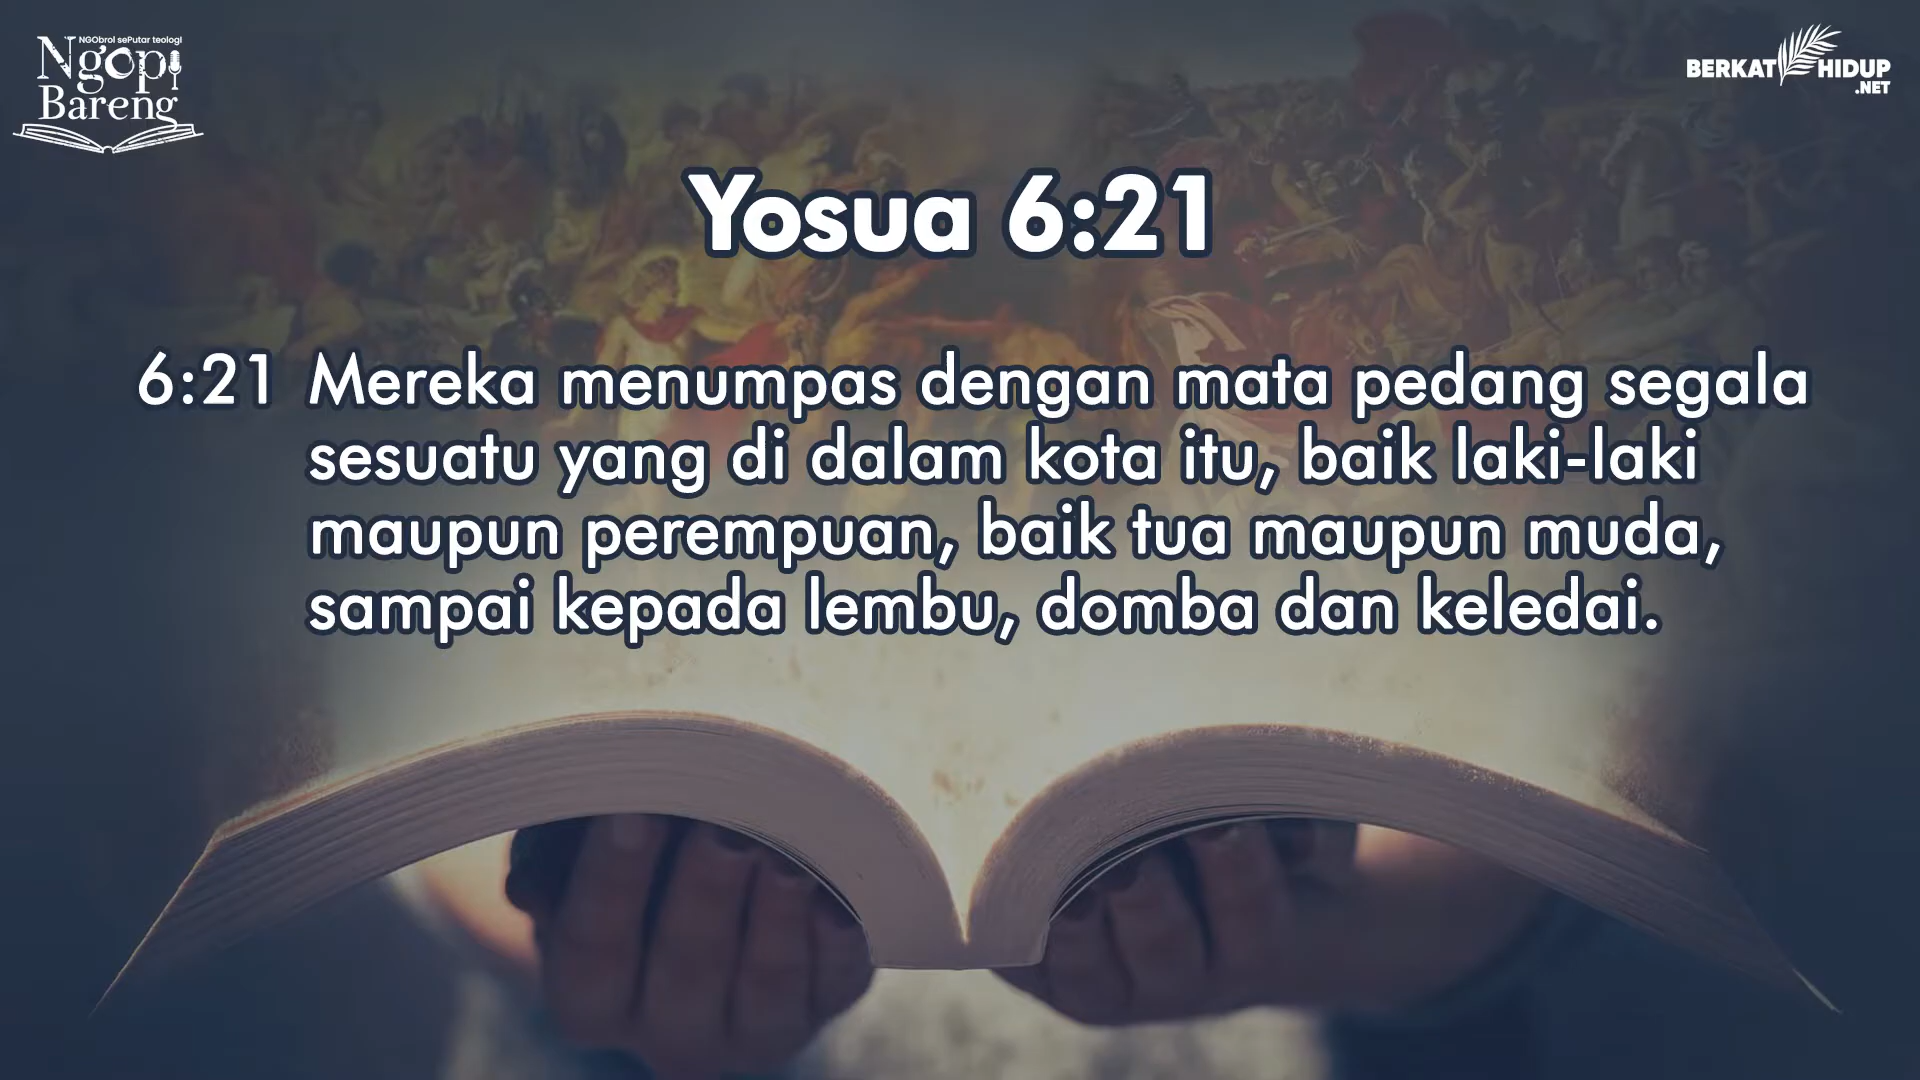 NGObrol sePutar teologi
Ngopi
Bareng
BERKAT HIDUP
.NET
Yosua 6:21
6:21 Mereka menumpas dengan mata pedang segala
sesuatu yang di dalam kota itu, baik laki-laki
maupun perempuan, baik tua maupun muda,
sampai kepada lembu, domba dan keledai.